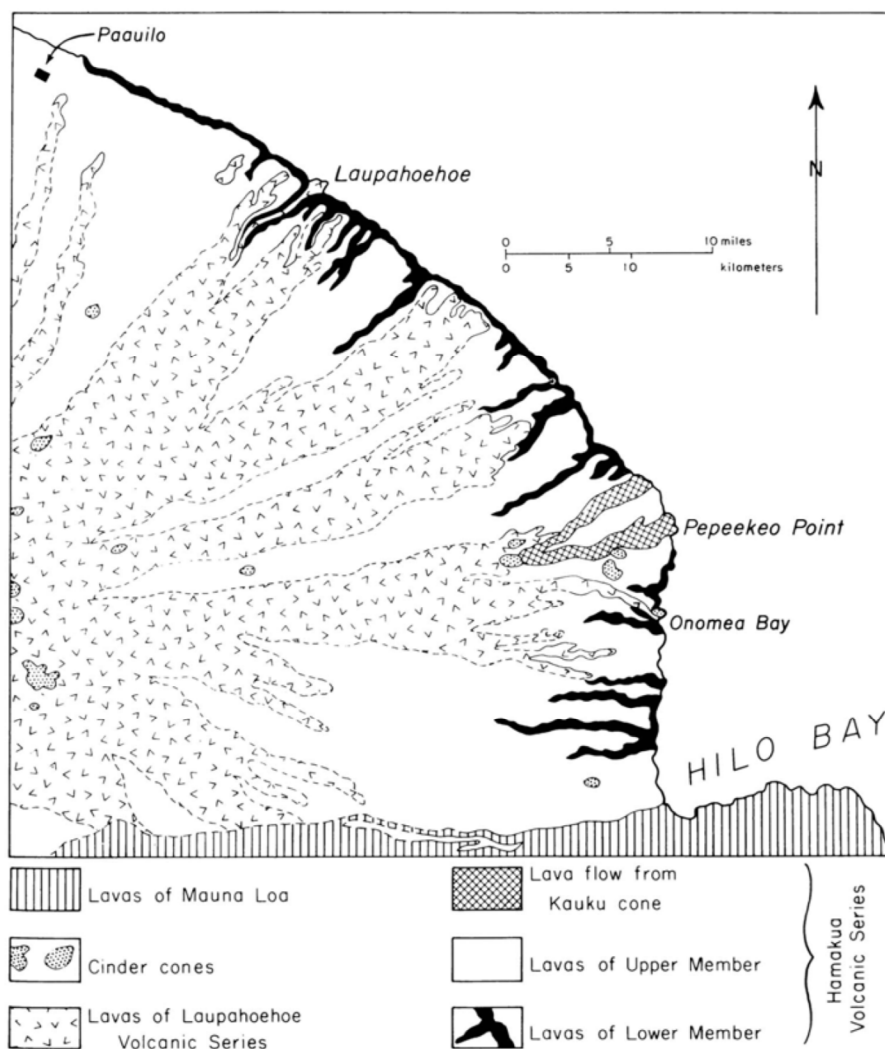 Paauilo
Laupahoehoe
N
0 5 10 miles
0 5 10 kilometers
Pepeekeo Point
Onomea Bay
HILO BAY
Lavas of Mauna Loa
Cinder cones
Lavas of Laupahoehoe
Volcanic Series
Lava flow from
Kauku cone
Lavas of Upper Member
Lavas of Lower Member
Hamakua
Volcanic Series